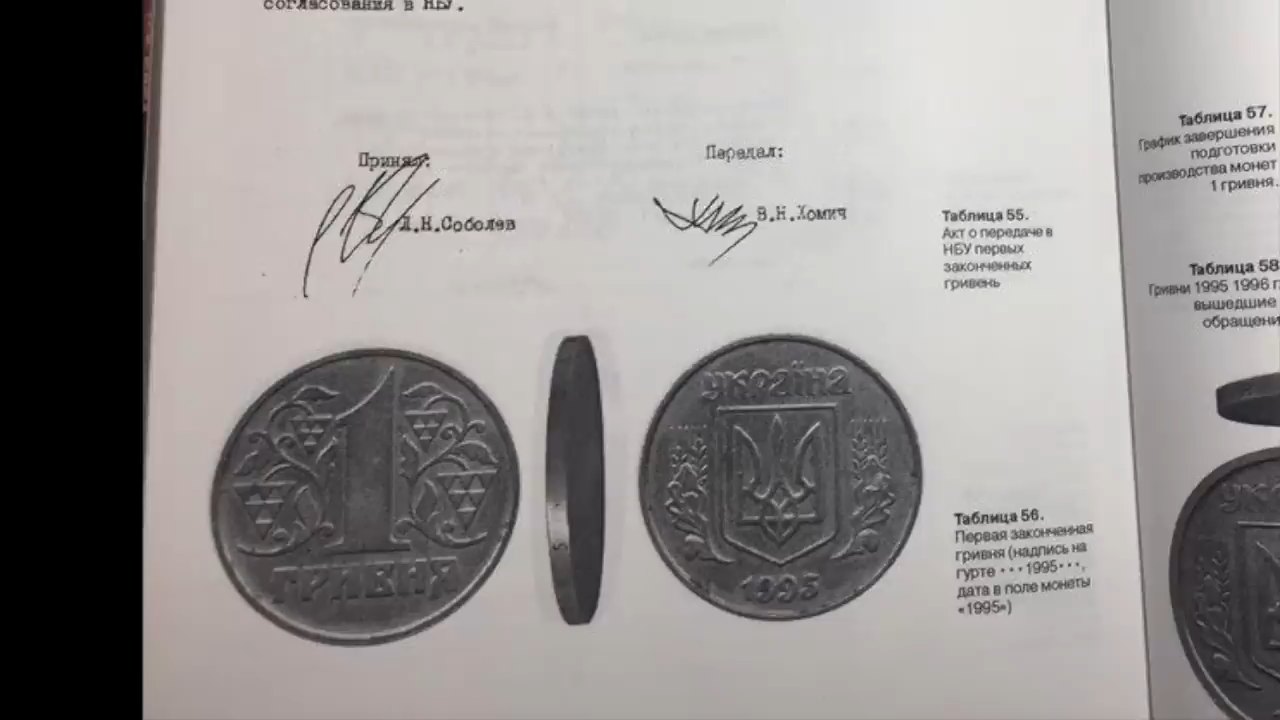 согласования в НБУ.
Принял:
Передал:
Л.Н.Соболев
В.Н.Хомич
Таблица 55.
Акт о передаче в
НБУ первых
законченных
гривень
1
ГРИВНЯ
УКРАЇНА
1995
Таблица 56.
Первая законченная
гривня (надпись на
гурте •••1995•••,
дата в поле монеты
«1995»)
Таблица 57.
График завершения
подготовки
производства монет
1 гривня.
Таблица 58
Гривни 1995 1996 г
вышедшие
обращени